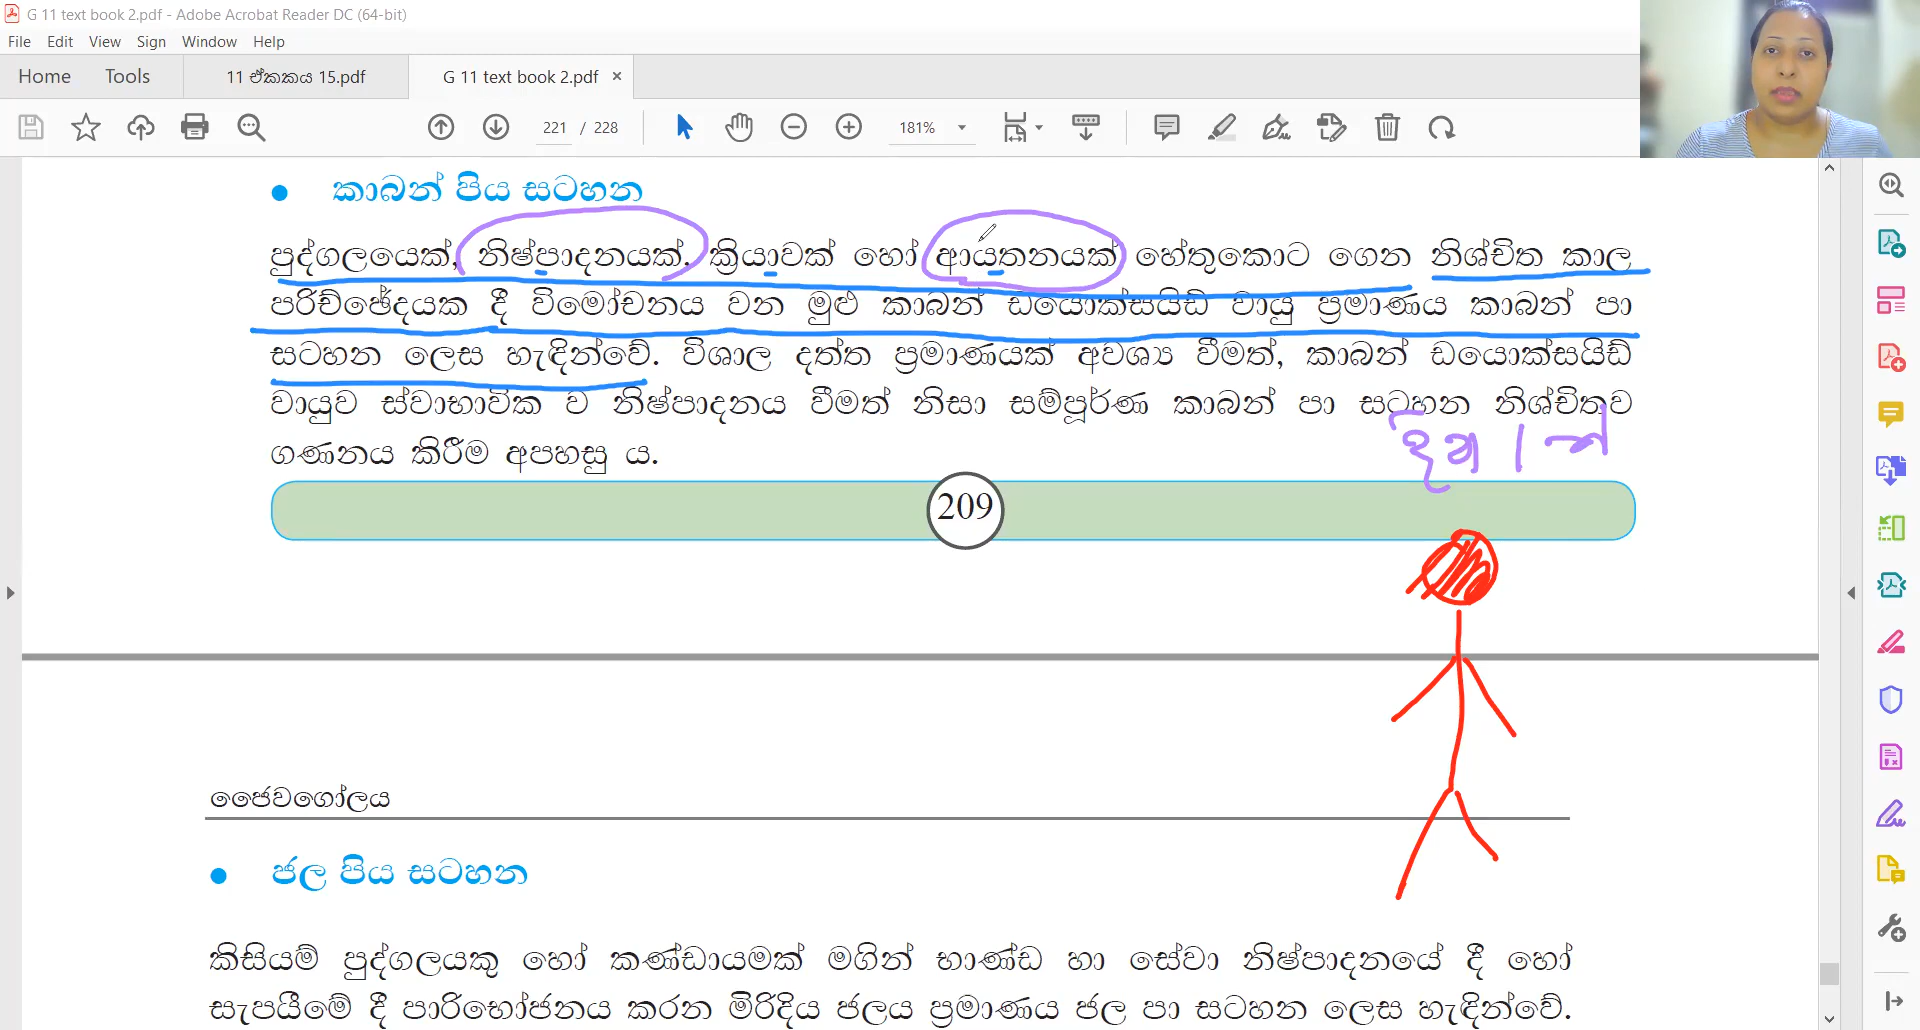 G 11 text book 2.pdf - Adobe Acrobat Reader DC (64-bit)
File Edit View Sign Window Help
Home Tools 11 ඒකකය 15.pdf G 11 text book 2.pdf ×
221 / 228 181%
• කාබන් පිය සටහන
පුද්ගලයෙක්, නිෂ්පාදනයක්, ක්‍රියාවක් හෝ ආයතනයක් හේතුකොට ගෙන නිශ්චිත කාල
පරිච්ඡේදයක දී විමෝචනය වන මුළු කාබන් ඩයොක්සයිඩ් වායු ප්‍රමාණය කාබන් පා
සටහන ලෙස හැඳින්වේ. විශාල දත්ත ප්‍රමාණයක් අවශ්‍ය වීමත්, කාබන් ඩයොක්සයිඩ්
වායුව ස්වාභාවික ව නිෂ්පාදනය වීමත් නිසා සම්පූර්ණ කාබන් පා සටහන නිශ්චිතව
ගණනය කිරීම අපහසු ය.
209
ජෛවගෝලය
• ජල පිය සටහන
කිසියම් පුද්ගලයකු හෝ කණ්ඩායමක් මගින් භාණ්ඩ හා සේවා නිෂ්පාදනයේ දී හෝ
සැපයීමේ දී පාරිභෝජනය කරන මිරිදිය ජලය ප්‍රමාණය ජල පා සටහන ලෙස හැඳින්වේ.